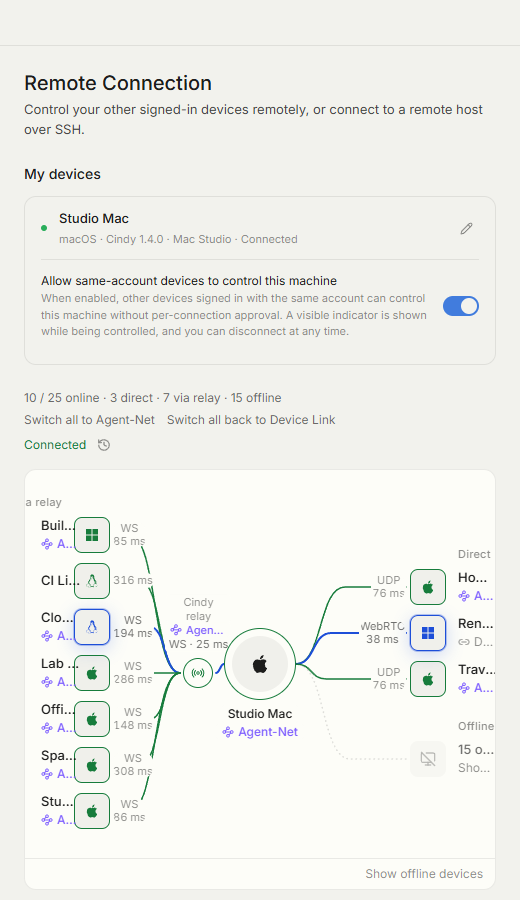 Remote Connection
Control your other signed-in devices remotely, or connect to a remote host
over SSH.
My devices
Studio Mac
macOS · Cindy 1.4.0 · Mac Studio · Connected
Allow same-account devices to control this machine
When enabled, other devices signed in with the same account can control
this machine without per-connection approval. A visible indicator is shown
while being controlled, and you can disconnect at any time.
10 / 25 online · 3 direct · 7 via relay · 15 offline
Switch all to Agent-Net Switch all back to Device Link
Connected
a relay
Buil...
A...
WS
85 ms
CI Li...
316 ms
Clo...
A...
WS
194 ms
Lab ...
A...
WS
286 ms
Offi...
A...
WS
148 ms
Spa...
A...
WS
308 ms
Stu...
A...
WS
86 ms
Cindy
relay
Agen...
WS · 25 ms
Studio Mac
Agent-Net
Direct
UDP
76 ms
Ho...
A...
WebRTC
38 ms
Ren...
D...
UDP
76 ms
Trav...
A...
Offline
15 o...
Sho...
Show offline devices